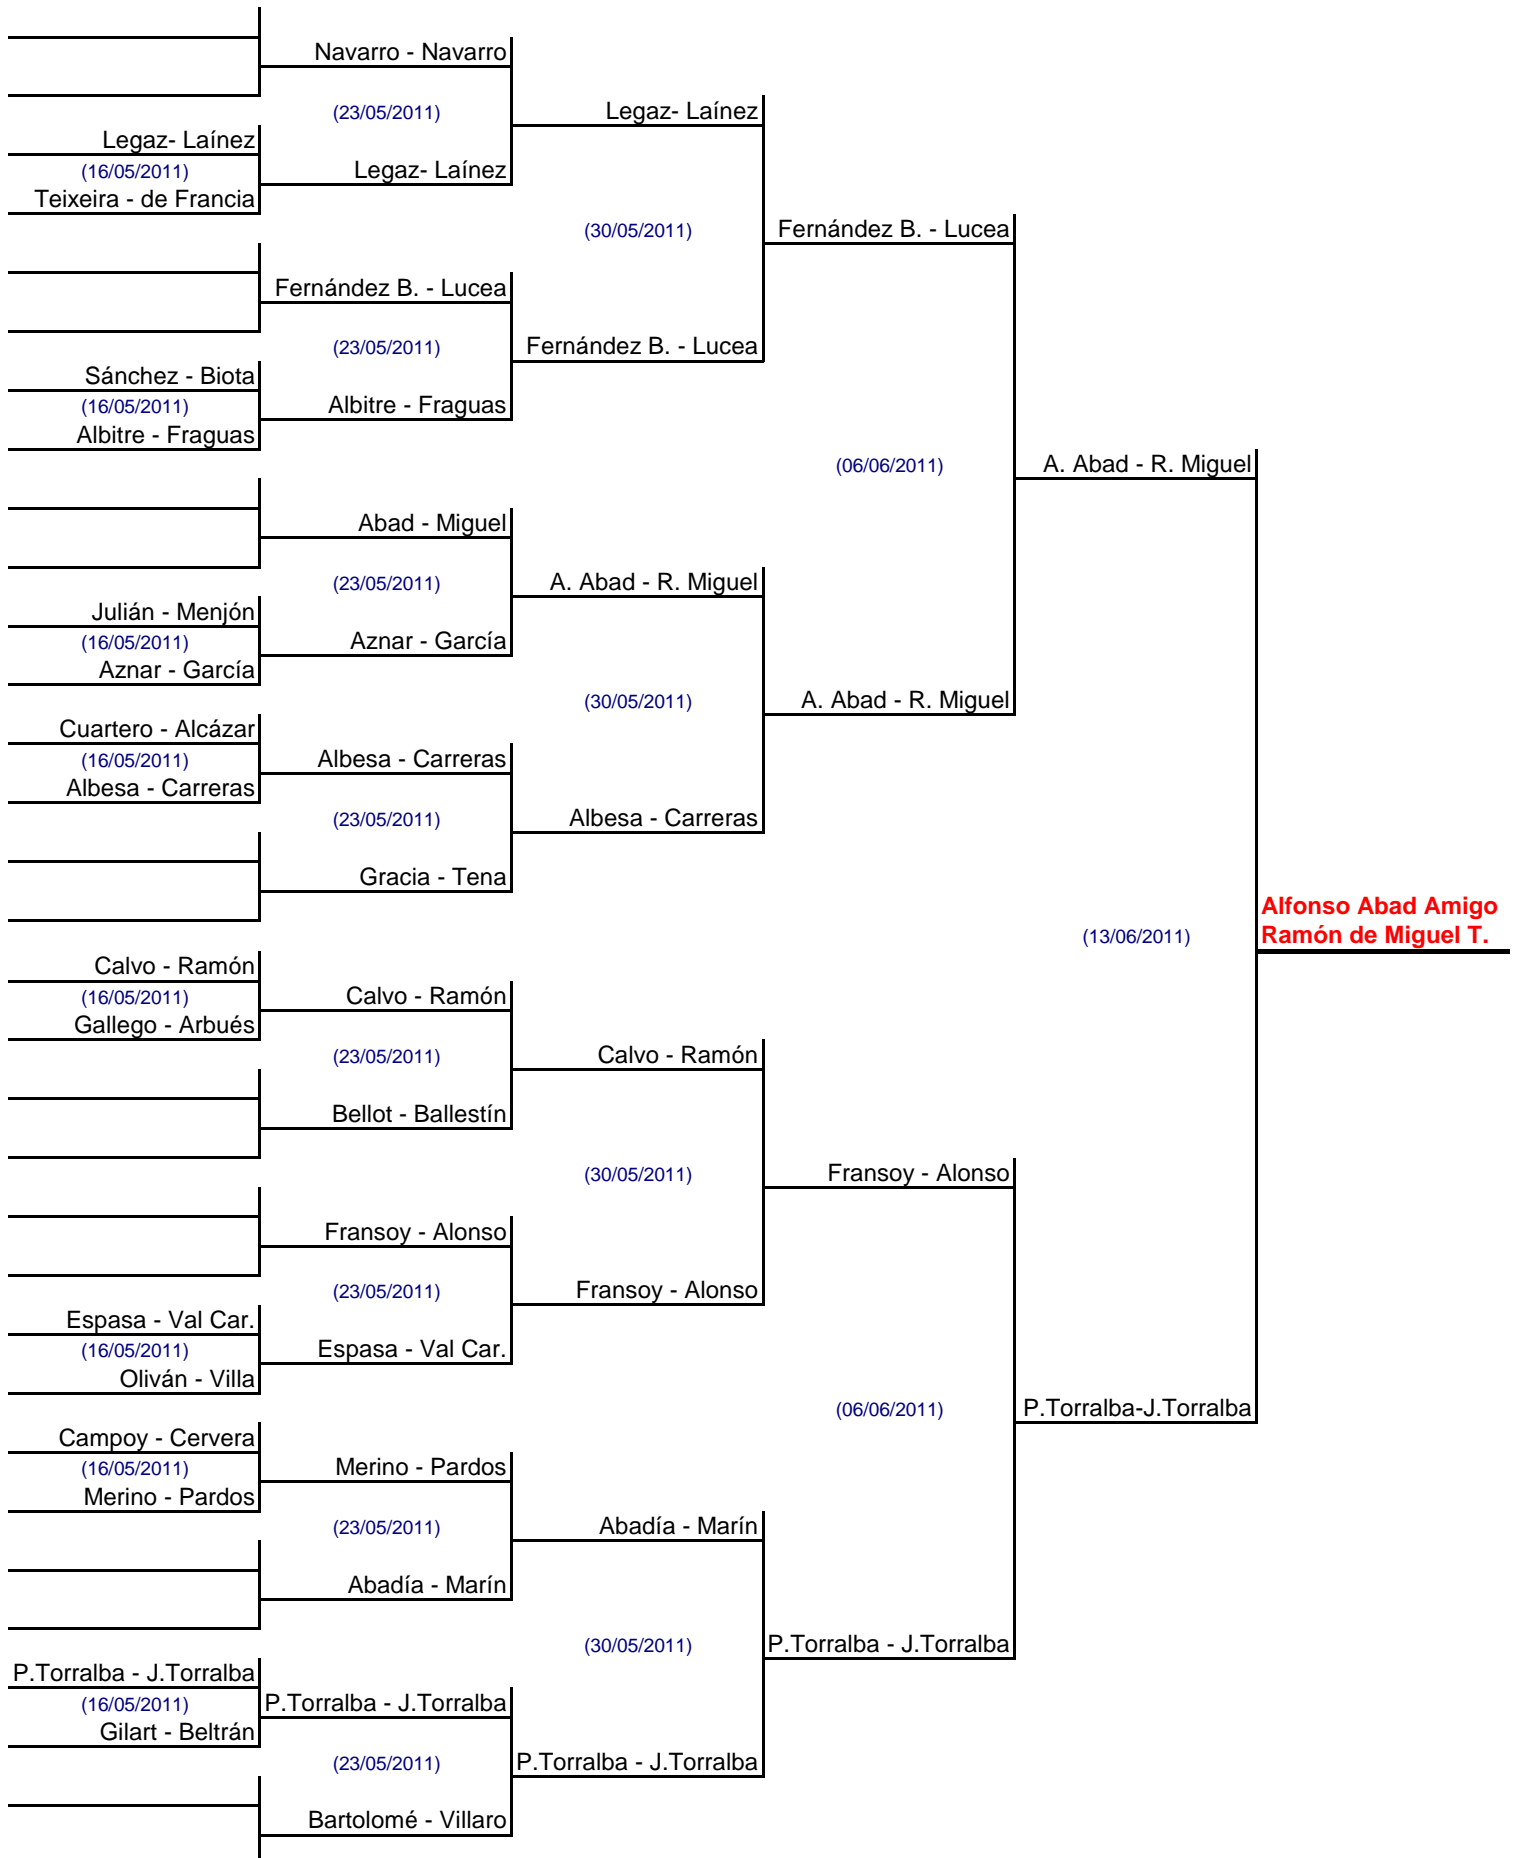 Navarro - Navarro
(23/05/2011)
Legaz- Laínez
Legaz- Laínez
(16/05/2011)
Legaz- Laínez
Teixeira - de Francia
(30/05/2011)
Fernández B. - Lucea
Fernández B. - Lucea
(23/05/2011)
Fernández B. - Lucea
Sánchez - Biota
(16/05/2011)
Albitre - Fraguas
Albitre - Fraguas
(06/06/2011)
A. Abad - R. Miguel
Abad - Miguel
(23/05/2011)
A. Abad - R. Miguel
Julián - Menjón
(16/05/2011)
Aznar - García
Aznar - García
(30/05/2011)
A. Abad - R. Miguel
Cuartero - Alcázar
(16/05/2011)
Albesa - Carreras
Albesa - Carreras
(23/05/2011)
Albesa - Carreras
Gracia - Tena
Alfonso Abad Amigo
(13/06/2011)
Ramón de Miguel T.
Calvo - Ramón
(16/05/2011)
Calvo - Ramón
Gallego - Arbués
(23/05/2011)
Calvo - Ramón
Bellot - Ballestín
(30/05/2011)
Fransoy - Alonso
Fransoy - Alonso
(23/05/2011)
Fransoy - Alonso
Espasa - Val Car.
(16/05/2011)
Espasa - Val Car.
Oliván - Villa
(06/06/2011)
P.Torralba-J.Torralba
Campoy - Cervera
(16/05/2011)
Merino - Pardos
Merino - Pardos
(23/05/2011)
Abadía - Marín
Abadía - Marín
(30/05/2011)
P.Torralba - J.Torralba
P.Torralba - J.Torralba
(16/05/2011)
P.Torralba - J.Torralba
Gilart - Beltrán
(23/05/2011)
P.Torralba - J.Torralba
Bartolomé - Villaro